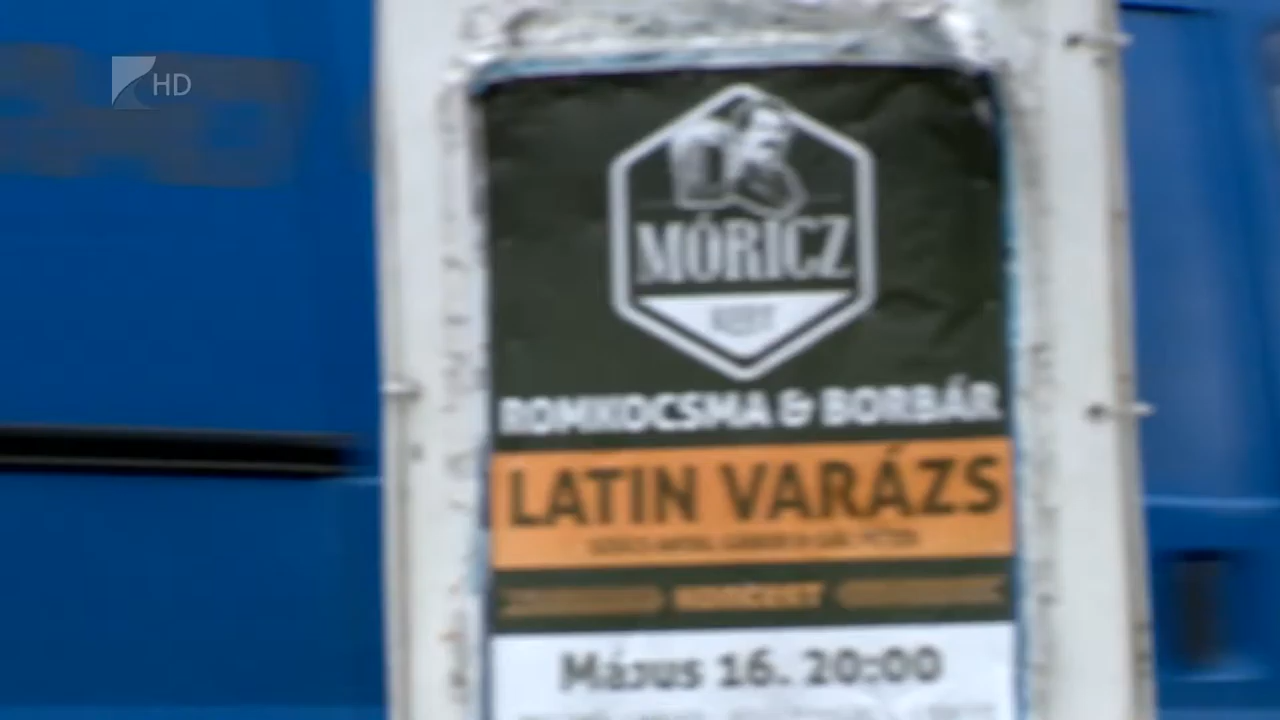 HD
MÓRICZ
ROMKOCSMA & BORBÁR
LATIN VARÁZS
KONCERT
Május 16. 20:00